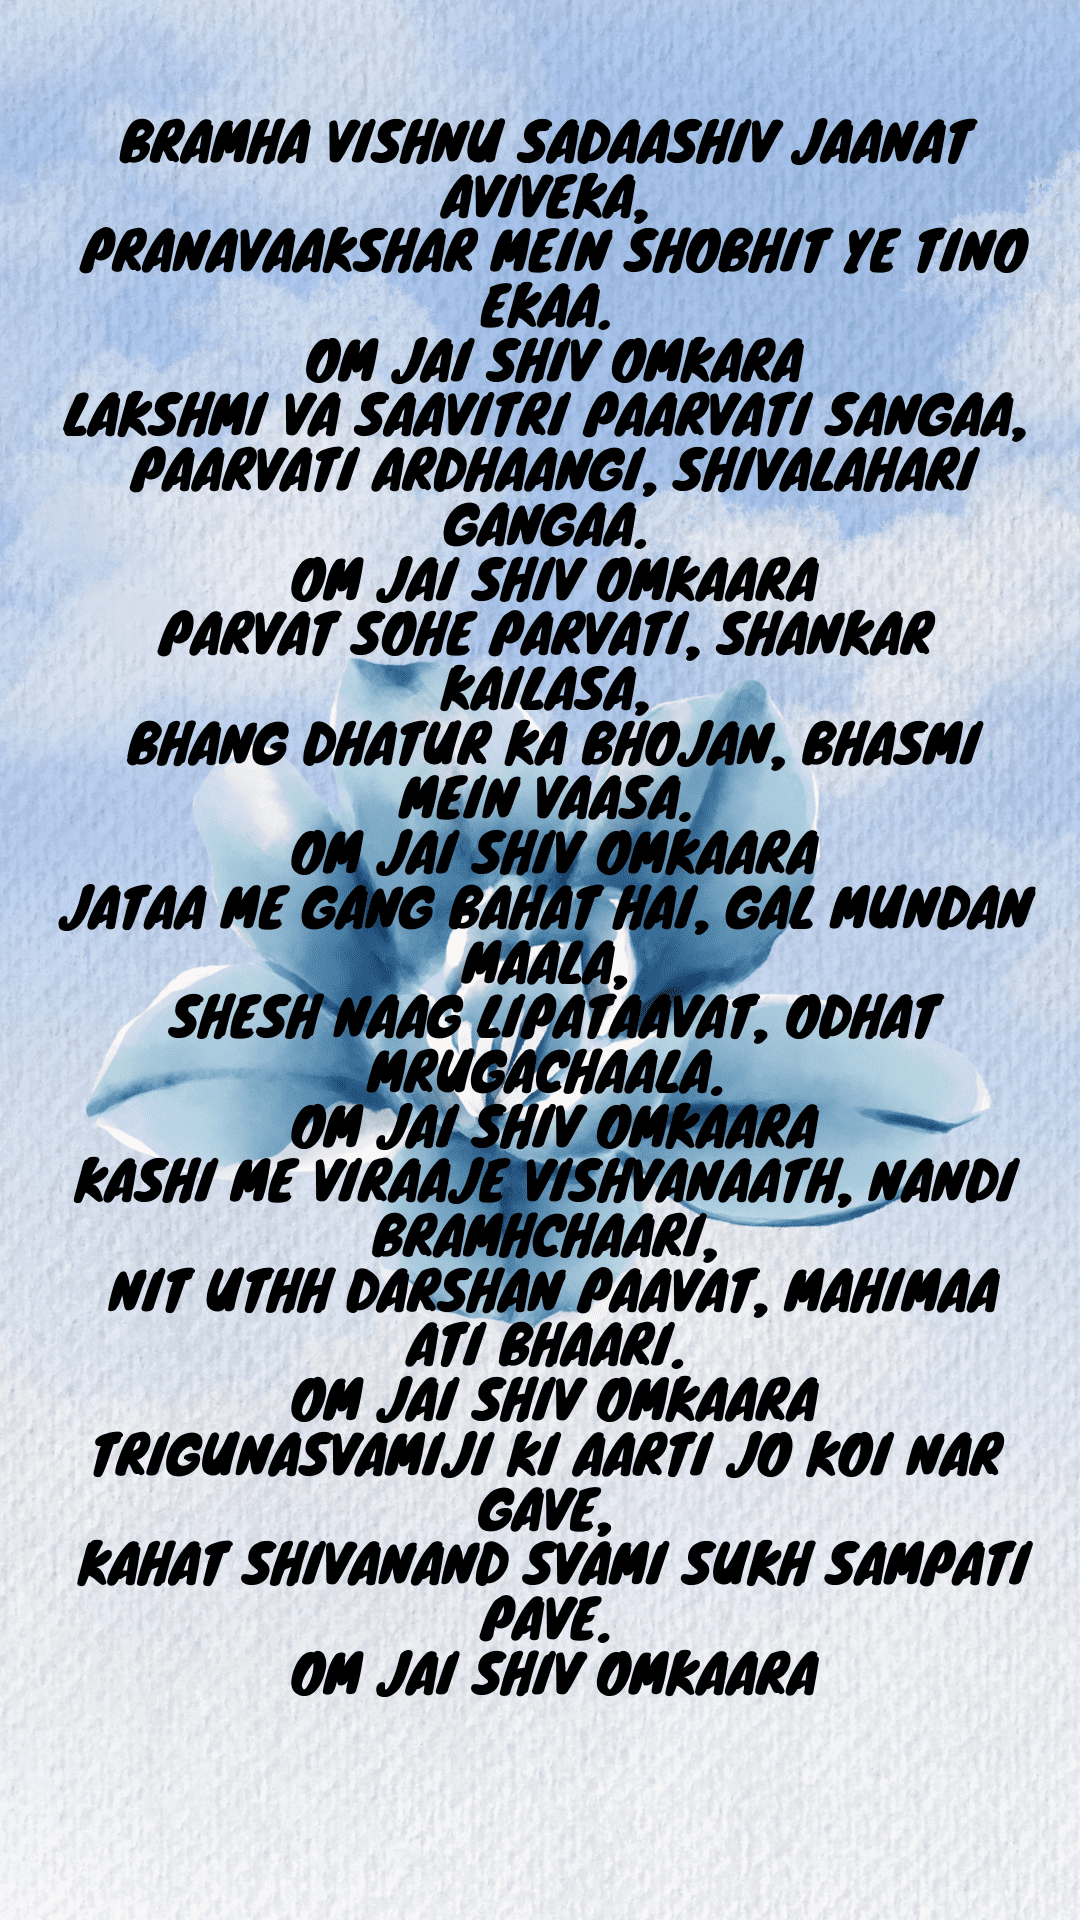 BRAMHA VISHNU SADAASHIV JAANAT
AVIVEKA,
PRANAVAAKSHAR MEIN SHOBHIT YE TINO
EKAA.
OM JAI SHIV OMKARA
LAKSHMI VA SAAVITRI PAARVATI SANGAA,
PAARVATI ARDHAANGI, SHIVALAHARI
GANGAA.
OM JAI SHIV OMKAARA
PARVAT SOHE PARVATI, SHANKAR
KAILASA,
BHANG DHATUR KA BHOJAN, BHASMI
MEIN VAASA.
OM JAI SHIV OMKAARA
JATAA ME GANG BAHAT HAI, GAL MUNDAN
MAALA,
SHESH NAAG LIPATAAVAT, ODHAT
MRUGACHAALA.
OM JAI SHIV OMKAARA
KASHI ME VIRAAJE VISHVANAATH, NANDI
BRAMHCHAARI,
NIT UTHH DARSHAN PAAVAT, MAHIMAA
ATI BHAARI.
OM JAI SHIV OMKAARA
TRIGUNASVAMIJI KI AARTI JO KOI NAR
GAVE,
KAHAT SHIVANAND SVAMI SUKH SAMPATI
PAVE.
OM JAI SHIV OMKAARA